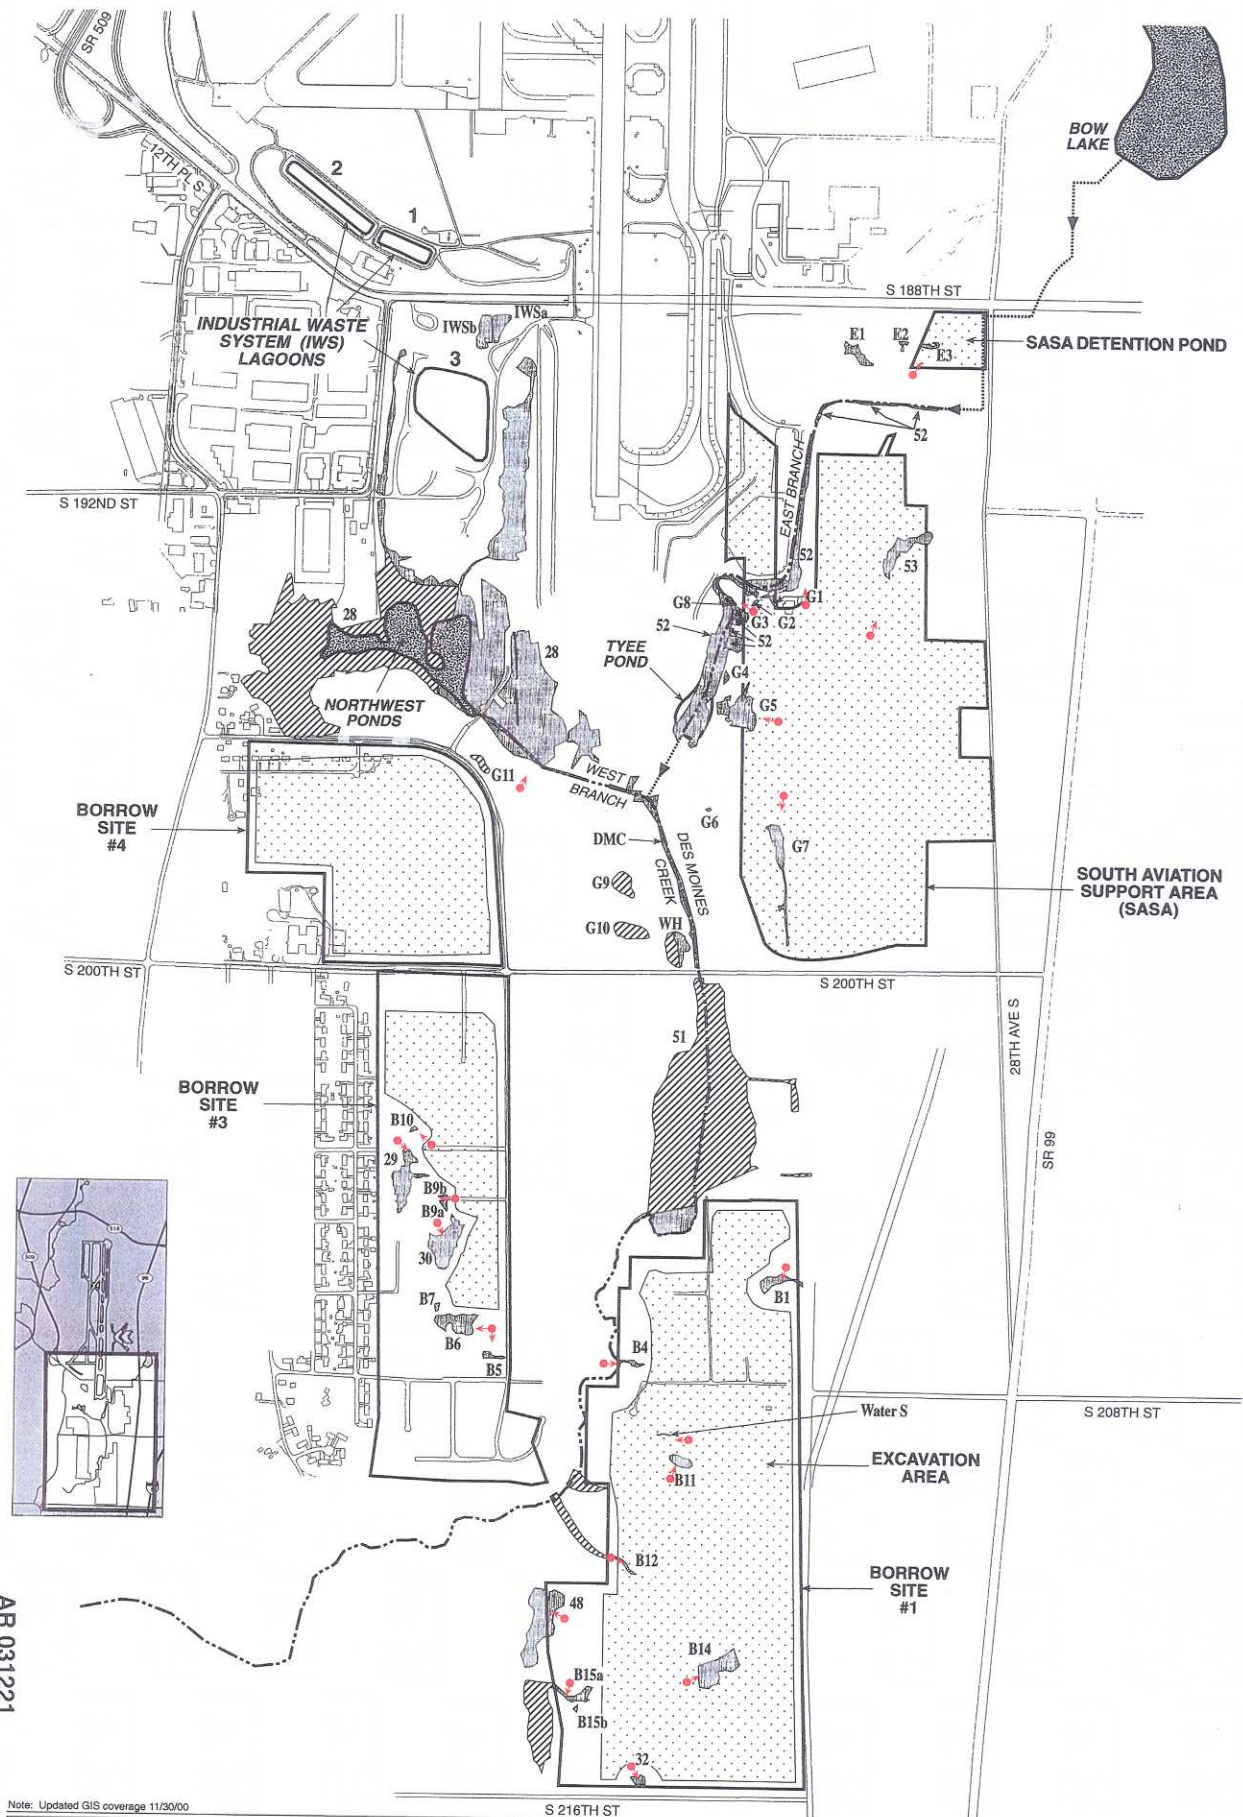 SR 509
BOW
LAKE
12TH PL S
2
1
S 188TH ST
INDUSTRIAL WASTE
SYSTEM (IWS)
LAGOONS
IWSb
IWSa
3
E1
E2
E3
SASA DETENTION POND
52
EAST BRANCH
S 192ND ST
52
53
G8
G1
G2
G3
28
52
52
28
TYEE
POND
G4
G5
NORTHWEST
PONDS
G11
WEST
BRANCH
BORROW
SITE
#4
G6
DMC
DES MOINES
CREEK
G7
G9
SOUTH AVIATION
SUPPORT AREA
(SASA)
G10
WH
S 200TH ST
S 200TH ST
28TH AVE S
51
BORROW
SITE
#3
B10
29
SR 99
B9b
B9a
30
518
509
99
B1
B7
B6
B4
B5
Water S
S 208TH ST
EXCAVATION
AREA
B11
B12
BORROW
SITE
#1
48
B14
B15a
B15b
32
AR 031221
Note: Updated GIS coverage 11/30/00
S 216TH ST